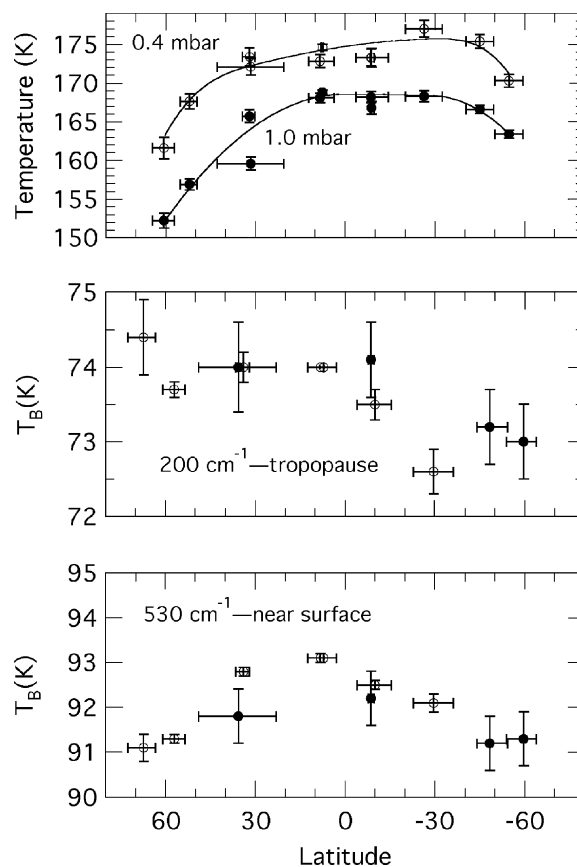 Temperature (K)
175
170
165
160
155
150
0.4 mbar
1.0 mbar
T_B(K)
75
74
73
72
200 cm⁻¹—tropopause
T_B(K)
95
94
93
92
91
90
530 cm⁻¹—near surface
60 30 0 -30 -60
Latitude